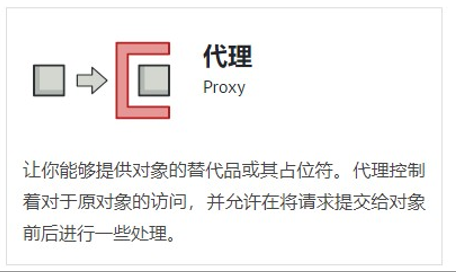 代理
Proxy
让你能够提供对象的替代品或其占位符。代理控制
着对于原对象的访问，并允许在将请求提交给对象
前后进行一些处理。